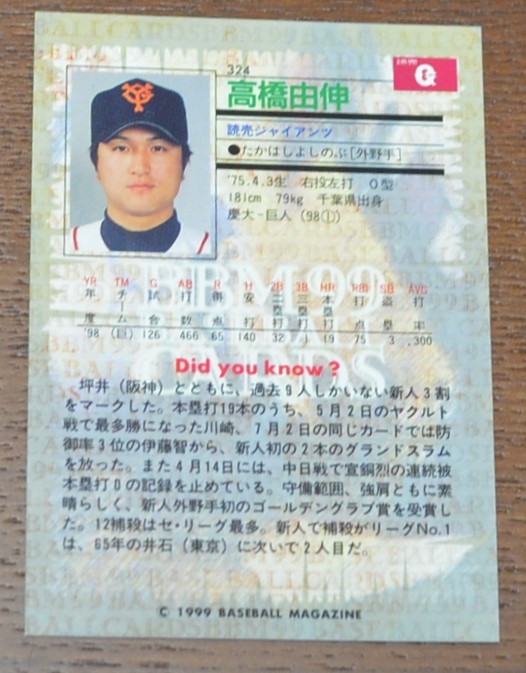 324
高橋由伸
読売ジャイアンツ
●たかはしよしのぶ[外野手]
'75.4.3生 右投左打 O型
181cm 79kg 千葉県出身
慶大-巨人(98①)
YR TM G AB R H 2B 3B HR RBI SB AVG
年度 チーム 試合 打数 得点 安打 二塁打 三塁打 本塁打 打点 盗塁 打率
'98 (巨) 126 466 65 140 32 1 19 75 3 .300
BBM99
CARDS
Did you know?
坪井(阪神)とともに、過去9人しかいない新人3割
をマークした。本塁打19本のうち、5月2日のヤクルト
戦で最多勝になった川崎、7月2日の同じカードでは防
御率3位の伊藤智から、新人初の2本のグランドスラム
を放った。また4月14日には、中日戦で宣銅烈の連続被
本塁打0の記録を止めている。守備範囲、強肩ともに素
晴らしく、新人外野手初のゴールデングラブ賞を受賞し
た。12補殺はセ・リーグ最多。新人で補殺がリーグNo.1
は、65年の井石(東京)に次いで2人目だ。
© 1999 BASEBALL MAGAZINE